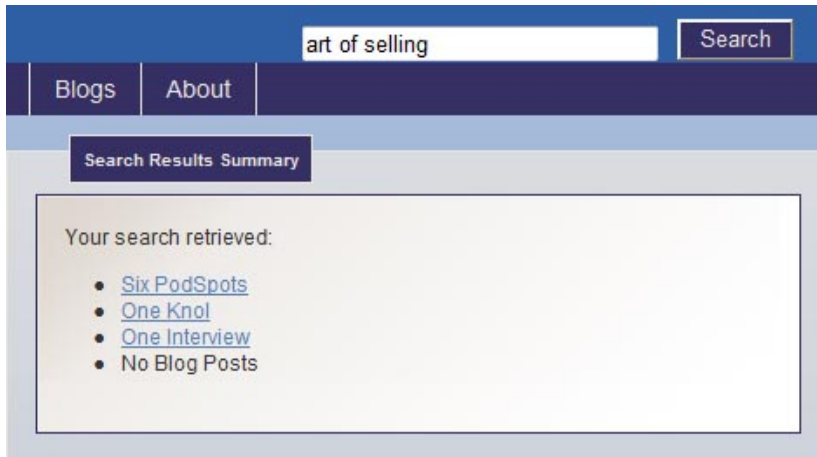 art of selling Search
Blogs About
Search Results Summary
Your search retrieved:
• Six PodSpots
• One Knol
• One Interview
• No Blog Posts